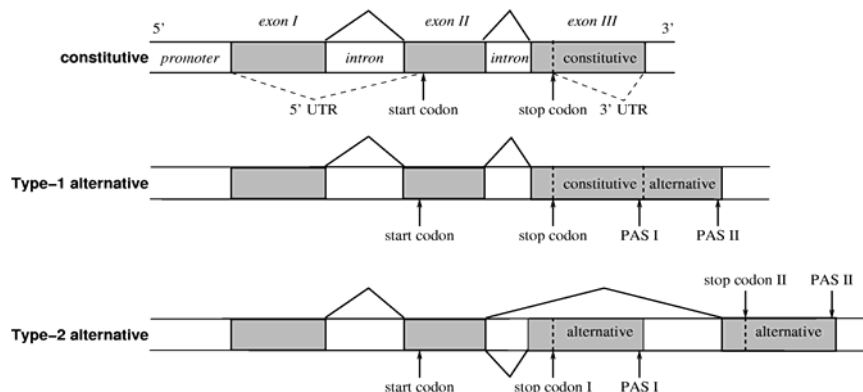 5' exon I exon II exon III 3'
constitutive promoter intron intron constitutive
5' UTR start codon stop codon 3' UTR
Type-1 alternative constitutive alternative
start codon stop codon PAS I PAS II
stop codon II PAS II
Type-2 alternative alternative alternative
start codon stop codon I PAS I